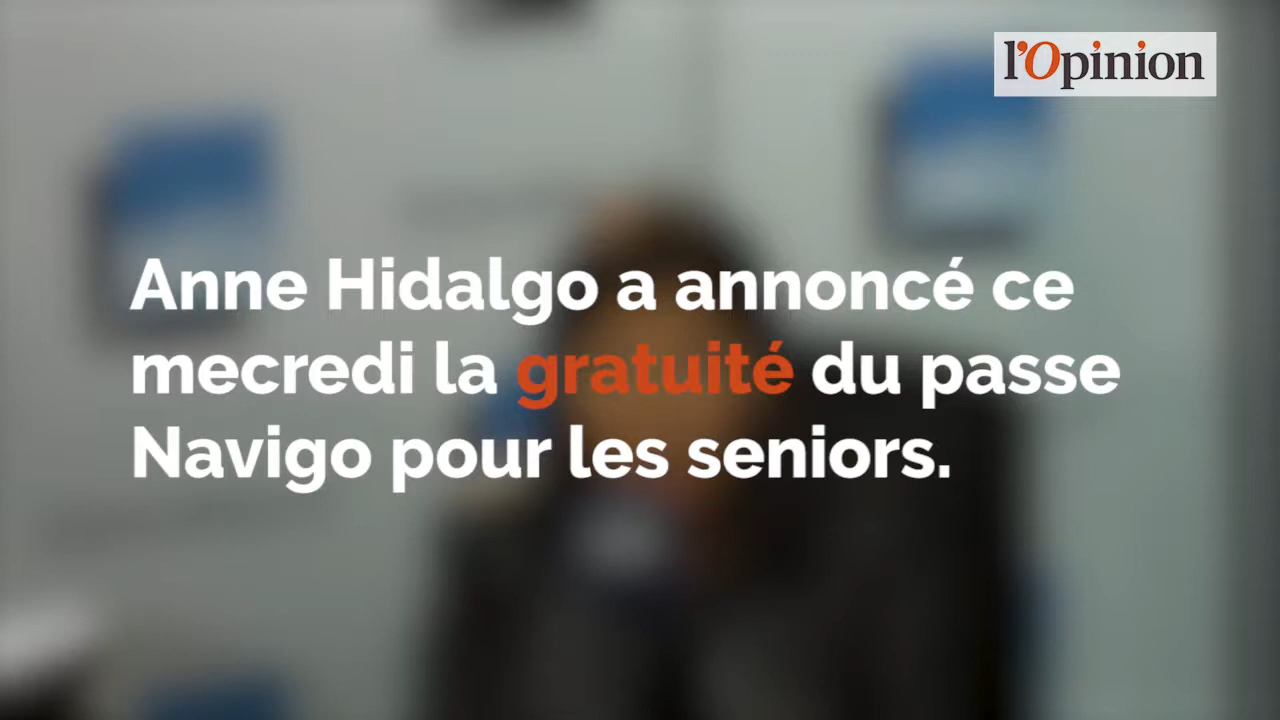 l'Opinion
Anne Hidalgo a annoncé ce
mecredi la gratuité du passe
Navigo pour les seniors.